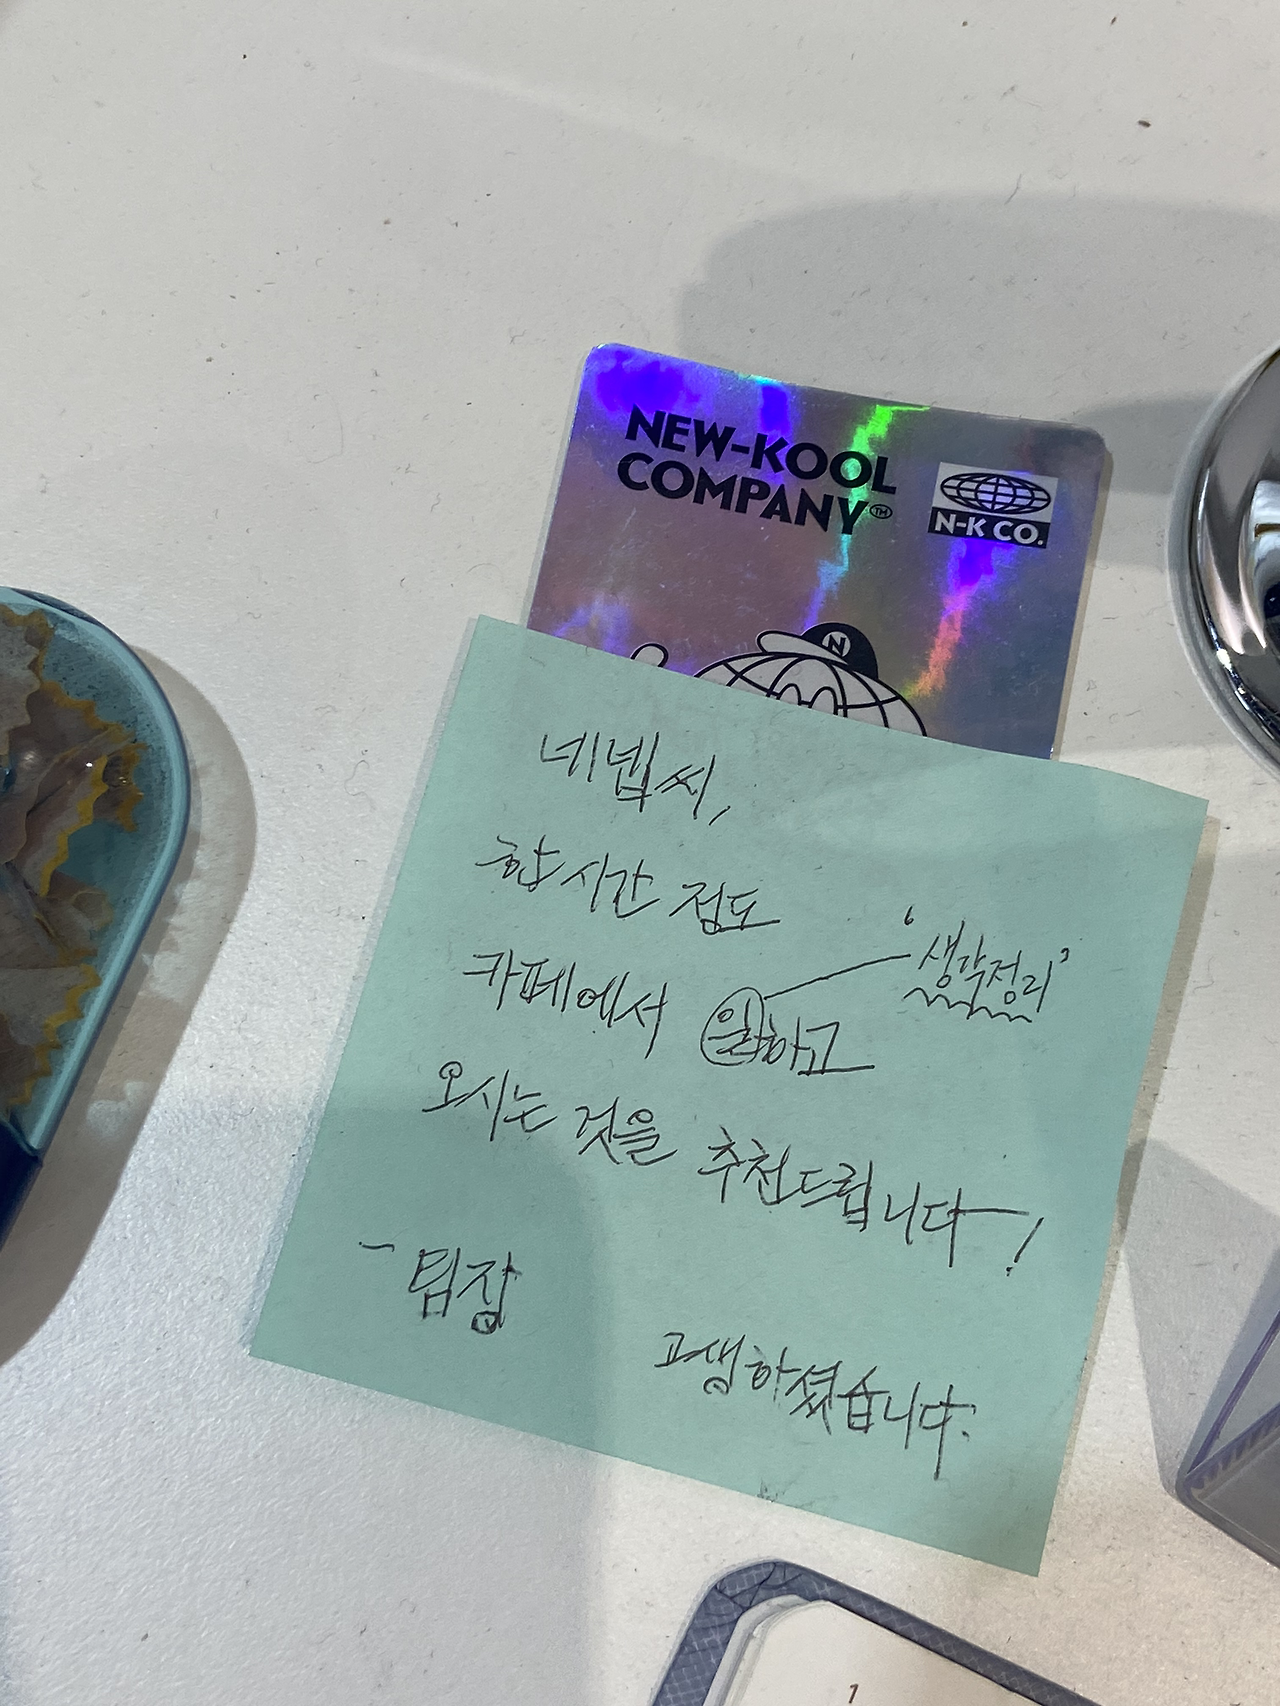 NEW-KOOL
COMPANY™
N-K CO.
N
네넵씨,
한 시간 정도
카페에서 일하고
'생각정리'
오시는 것을 추천드립니다!
- 팀장
고생하셨습니다.
1